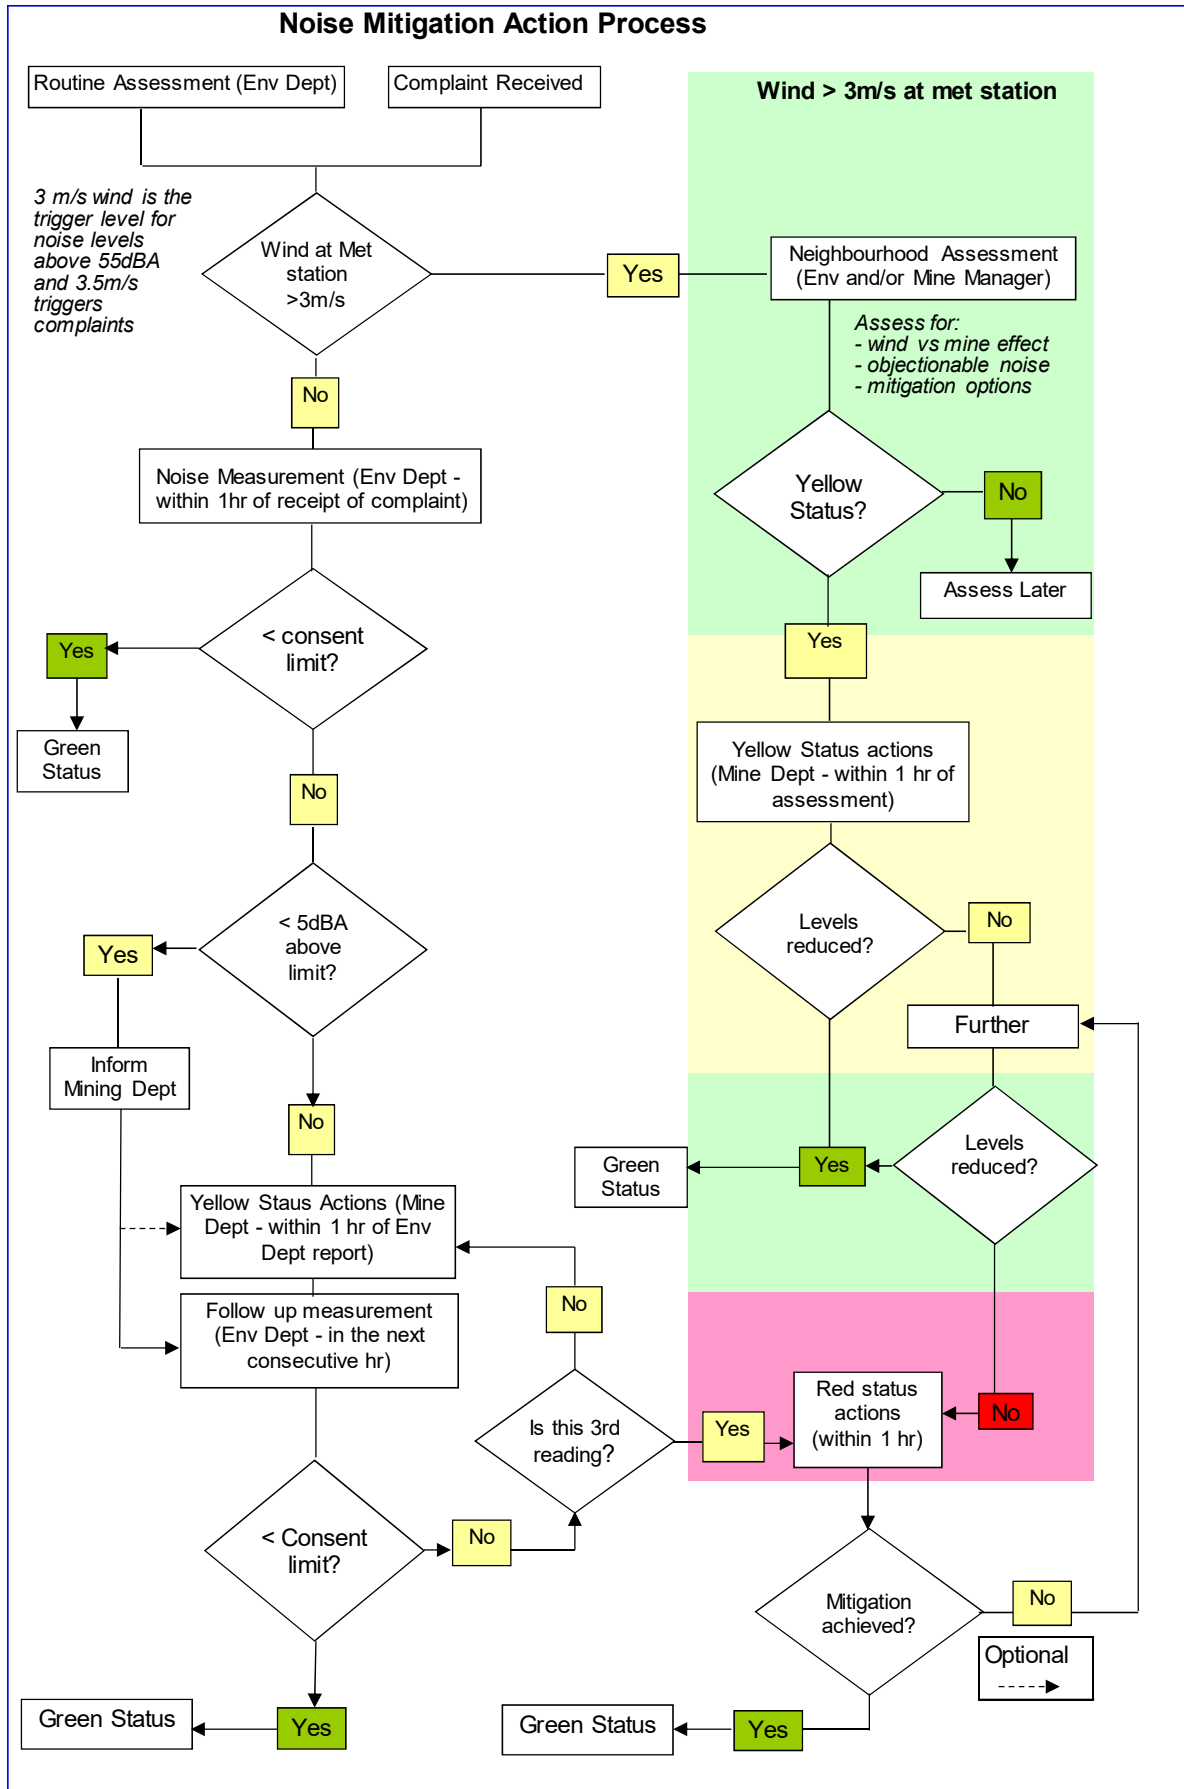 Noise Mitigation Action Process
Routine Assessment (Env Dept)
Complaint Received
Wind > 3m/s at met station
3 m/s wind is the
trigger level for
noise levels
above 55dBA
and 3.5m/s
triggers
complaints
Wind at Met
station
>3m/s
Yes
Neighbourhood Assessment
(Env and/or Mine Manager)
Assess for:
- wind vs mine effect
- objectionable noise
- mitigation options
No
Noise Measurement (Env Dept -
within 1hr of receipt of complaint)
Yellow
Status?
No
Assess Later
< consent
limit?
Yes
Green
Status
Yes
No
Yellow Status actions
(Mine Dept - within 1 hr of
assessment)
< 5dBA
above
limit?
Yes
Levels
reduced?
No
Further
Inform
Mining Dept
No
Levels
reduced?
Yes
Green
Status
Yellow Staus Actions (Mine
Dept - within 1 hr of Env
Dept report)
No
Follow up measurement
(Env Dept - in the next
consecutive hr)
Is this 3rd
reading?
Yes
Red status
actions
(within 1 hr)
No
< Consent
limit?
No
Mitigation
achieved?
No
Optional
Green Status
Yes
Green Status
Yes